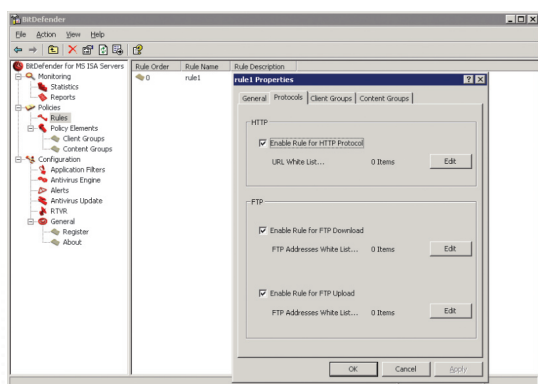 BitDefender
File Action View Help
BitDefender for MS ISA Servers
Monitoring
Statistics
Reports
Policies
Rules
Policy Elements
Client Groups
Content Groups
Configuration
Application Filters
Antivirus Engine
Alerts
Antivirus Update
RTVR
General
Register
About
Rule Order Rule Name Rule Description
0 rule1
rule1 Properties
General Protocols Client Groups Content Groups
HTTP
Enable Rule for HTTP Protocol
URL White List... 0 Items Edit
FTP
Enable Rule for FTP Download
FTP Addresses White List... 0 Items Edit
Enable Rule for FTP Upload
FTP Addresses White List... 0 Items Edit
OK Cancel Apply